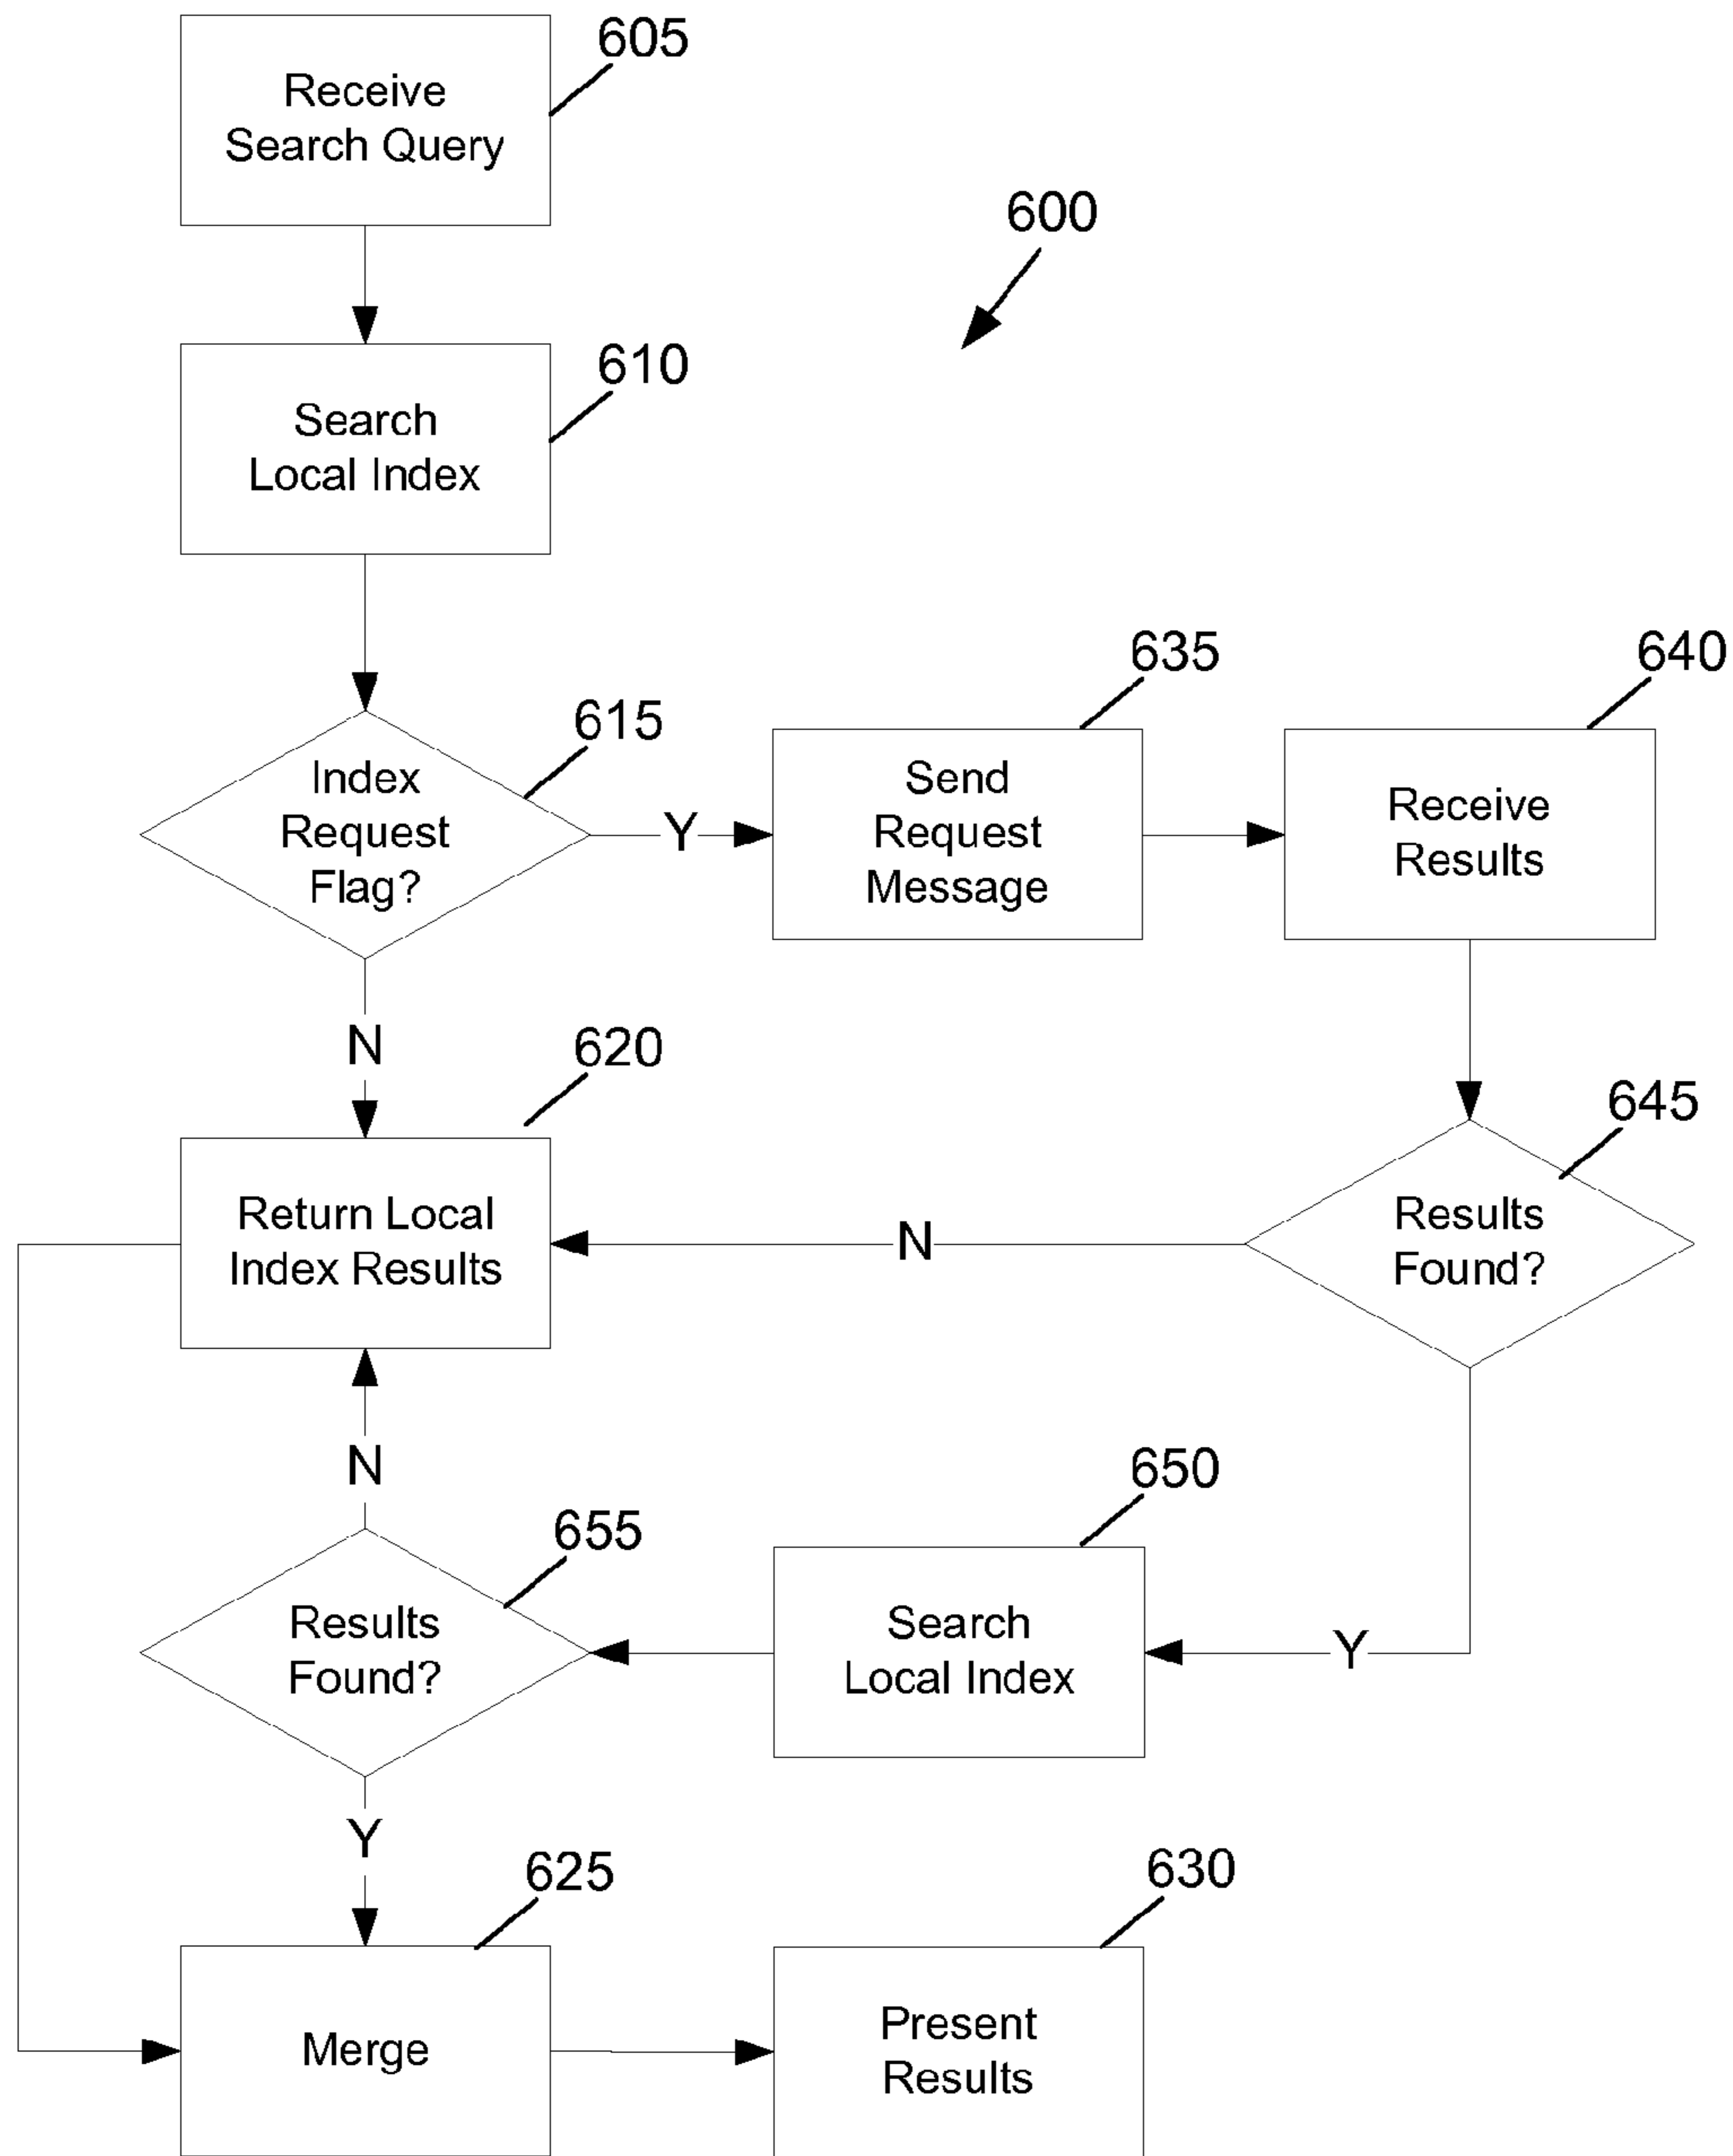 605
Receive
Search Query
600
610
Search
Local Index
635
640
615
Index
Request
Flag?
Y
Send
Request
Message
Receive
Results
N
620
645
Return Local
Index Results
N
Results
Found?
N
650
655
Results
Found?
Search
Local Index
Y
Y
625
630
Merge
Present
Results